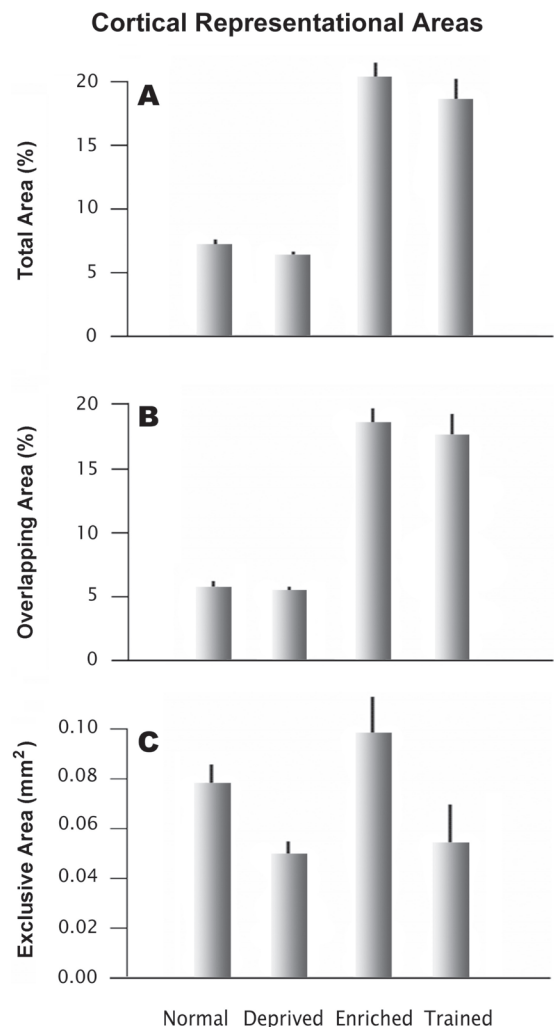 Cortical Representational Areas
A
Total Area (%)
20
15
10
5
0
B
Overlapping Area (%)
20
15
10
5
0
C
Exclusive Area (mm²)
0.10
0.08
0.06
0.04
0.02
0.00
Normal Deprived Enriched Trained